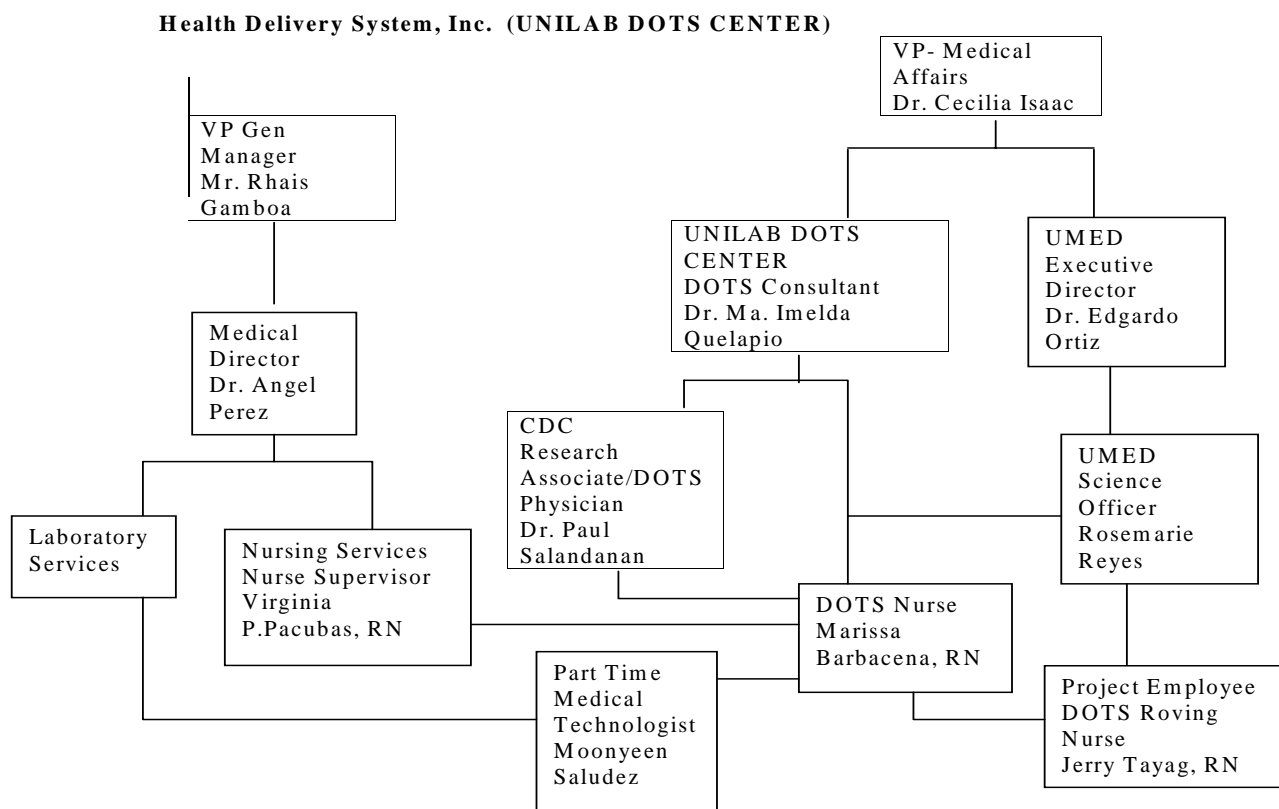 Health Delivery System, Inc. (UNILAB DOTS CENTER)
VP- Medical
Affairs
Dr. Cecilia Isaac
VP Gen
Manager
Mr. Rhais
Gamboa
UNILAB DOTS
CENTER
DOTS Consultant
Dr. Ma. Imelda
Quelapio
UMED
Executive
Director
Dr. Edgardo
Ortiz
Medical
Director
Dr. Angel
Perez
CDC
Research
Associate/DOTS
Physician
Dr. Paul
Salandanan
UMED
Science
Officer
Rosemarie
Reyes
Laboratory
Services
Nursing Services
Nurse Supervisor
Virginia
P.Pacubas, RN
DOTS Nurse
Marissa
Barbacena, RN
Part Time
Medical
Technologist
Moonyeen
Saludez
Project Employee
DOTS Roving
Nurse
Jerry Tayag, RN